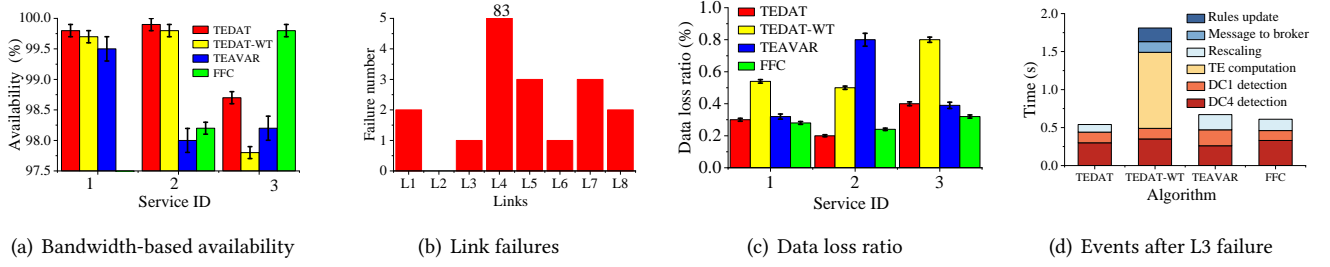 100.0
99.5
99.0
98.5
98.0
97.5
Availability (%)
TEDAT
TEDAT-WT
TEAVAR
FFC
1 2 3
Service ID
(a) Bandwidth-based availability
83
5
4
3
2
1
0
Failure number
L1 L2 L3 L4 L5 L6 L7 L8
Links
(b) Link failures
1.0
0.8
0.6
0.4
0.2
0.0
Data loss ratio (%)
TEDAT
TEDAT-WT
TEAVAR
FFC
1 2 3
Service ID
(c) Data loss ratio
2.0
1.5
1.0
0.5
0.0
Time (s)
Rules update
Message to broker
Rescaling
TE computation
DC1 detection
DC4 detection
TEDAT TEDAT-WT TEAVAR FFC
Algorithm
(d) Events after L3 failure